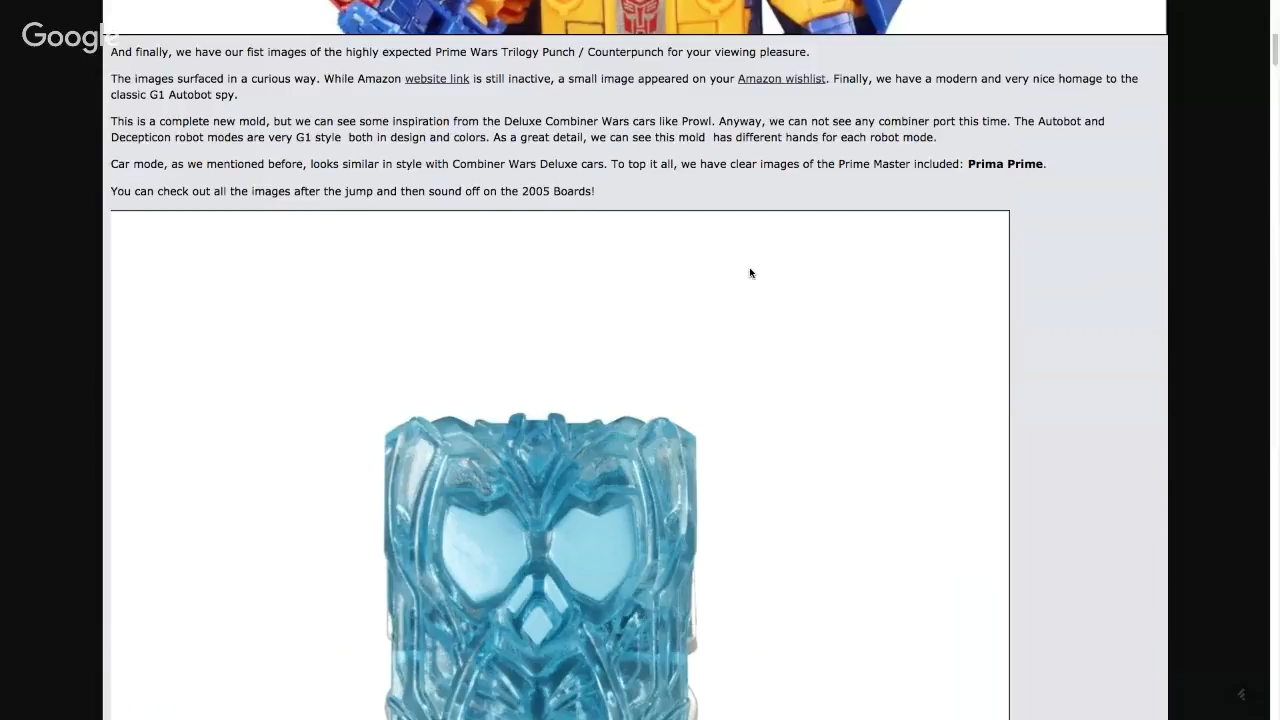 Google
And finally, we have our fist images of the highly expected Prime Wars Trilogy Punch / Counterpunch for your viewing pleasure.
The images surfaced in a curious way. While Amazon website link is still inactive, a small image appeared on your Amazon wishlist. Finally, we have a modern and very nice homage to the
classic G1 Autobot spy.
This is a complete new mold, but we can see some inspiration from the Deluxe Combiner Wars cars like Prowl. Anyway, we can not see any combiner port this time. The Autobot and
Decepticon robot modes are very G1 style both in design and colors. As a great detail, we can see this mold has different hands for each robot mode.
Car mode, as we mentioned before, looks similar in style with Combiner Wars Deluxe cars. To top it all, we have clear images of the Prime Master included: Prima Prime.
You can check out all the images after the jump and then sound off on the 2005 Boards!